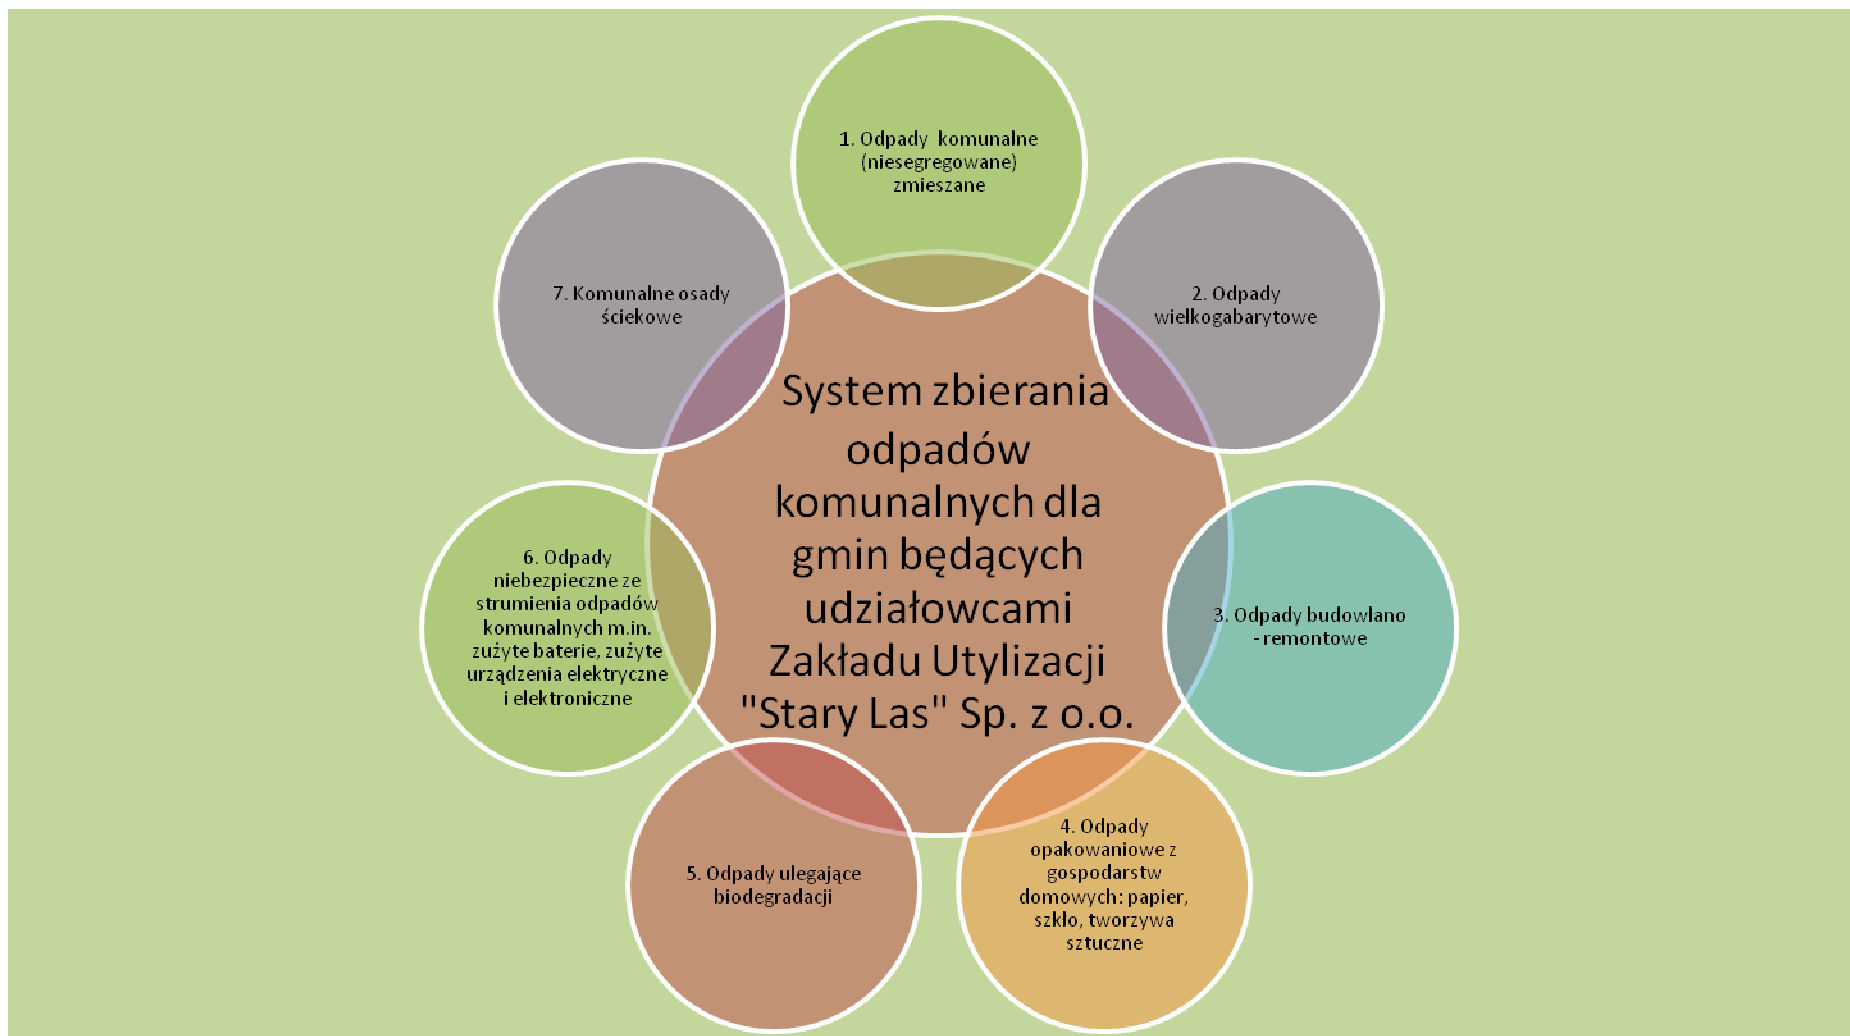 1. Odpady komunalne
(niesegregowane)
zmieszane
2. Odpady
wielkogabarytowe
3. Odpady budowlano
- remontowe
4. Odpady
opakowaniowe z
gospodarstw
domowych: papier,
szkło, tworzywa
sztuczne
5. Odpady ulegające
biodegradacji
6. Odpady
niebezpieczne ze
strumienia odpadów
komunalnych m.in.
zużyte baterie, zużyte
urządzenia elektryczne
i elektroniczne
7. Komunalne osady
ściekowe
System zbierania
odpadów
komunalnych dla
gmin będących
udziałowcami
Zakładu Utylizacji
"Stary Las" Sp. z o.o.